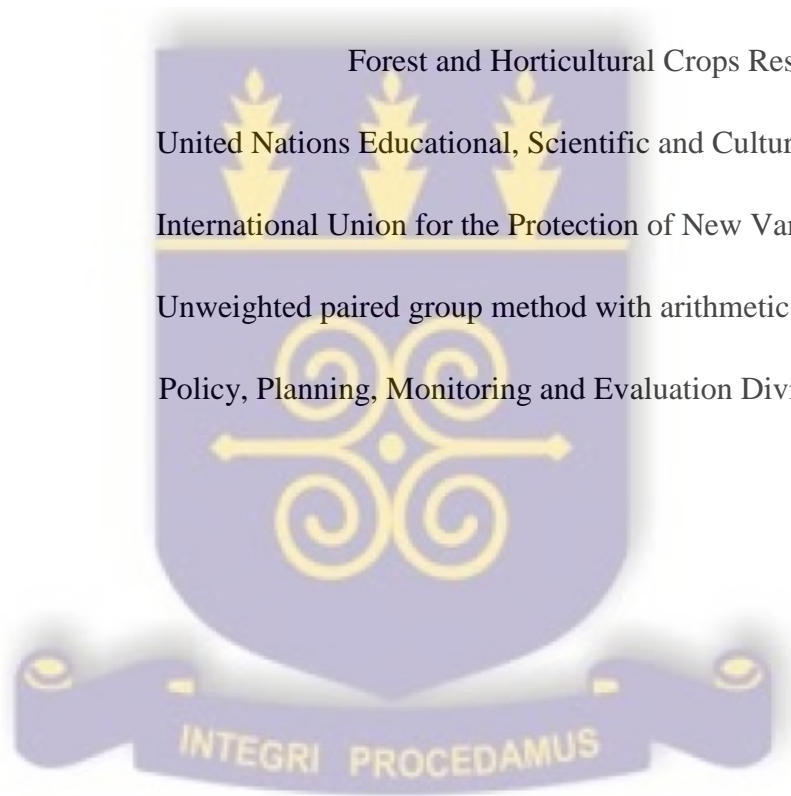 Forest and Horticultural Crops Res
United Nations Educational, Scientific and Cultur
International Union for the Protection of New Va
Unweighted paired group method with arithmetic
Policy, Planning, Monitoring and Evaluation Div
INTEGRI PROCEDAMUS